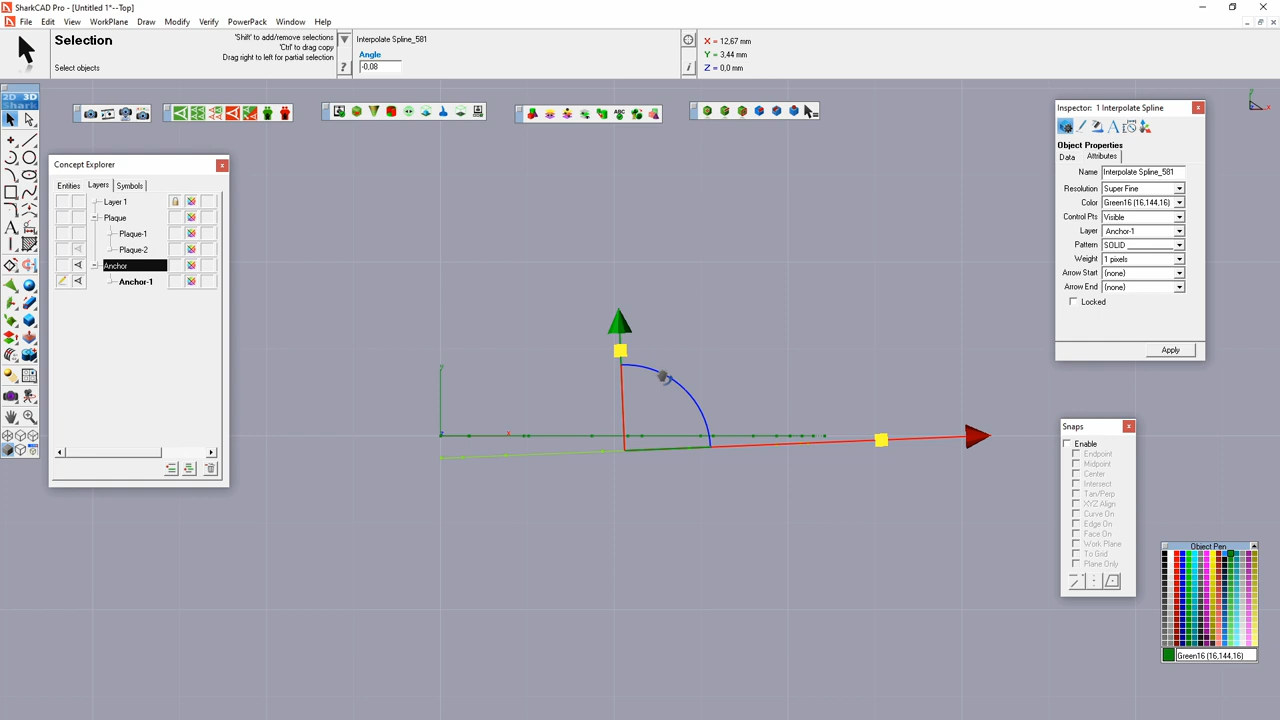 SharkCAD Pro - [Untitled 1*--Top]
File Edit View WorkPlane Draw Modify Verify PowerPack Window Help
Selection
Select objects
'Shift' to add/remove selections
'Ctrl' to drag copy
Drag right to left for partial selection
Interpolate Spline_581
Angle
-0,08
X = 12,67 mm
Y = 3,44 mm
Z = 0,0 mm
2D 3D
Shark
ABC
Concept Explorer
Entities Layers Symbols
Layer 1
Plaque
Plaque-1
Plaque-2
Anchor
Anchor-1
x
Inspector: 1 Interpolate Spline
Object Properties
Data Attributes
Name Interpolate Spline_581
Resolution Super Fine
Color Green16 (16,144,16)
Control Pts Visible
Layer Anchor-1
Pattern SOLID
Weight 1 pixels
Arrow Start (none)
Arrow End (none)
Locked
Apply
Snaps
Enable
Endpoint
Midpoint
Center
Intersect
Tan/Perp
XYZ Align
Curve On
Edge On
Face On
Work Plane
To Grid
Plane Only
Object Pen
Green16 (16,144,16)